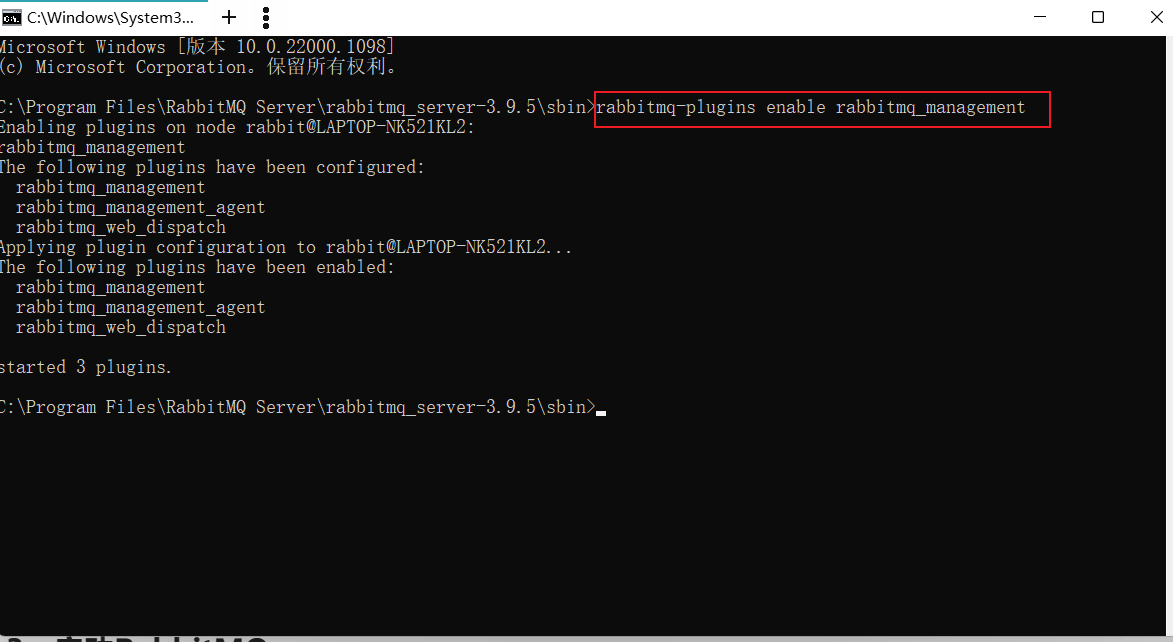 C:\Windows\System3...
Microsoft Windows [版本 10.0.22000.1098]
(c) Microsoft Corporation。保留所有权利。
C:\Program Files\RabbitMQ Server\rabbitmq_server-3.9.5\sbin>rabbitmq-plugins enable rabbitmq_management
Enabling plugins on node rabbit@LAPTOP-NK521KL2:
rabbitmq_management
The following plugins have been configured:
rabbitmq_management
rabbitmq_management_agent
rabbitmq_web_dispatch
Applying plugin configuration to rabbit@LAPTOP-NK521KL2...
The following plugins have been enabled:
rabbitmq_management
rabbitmq_management_agent
rabbitmq_web_dispatch
started 3 plugins.
C:\Program Files\RabbitMQ Server\rabbitmq_server-3.9.5\sbin>